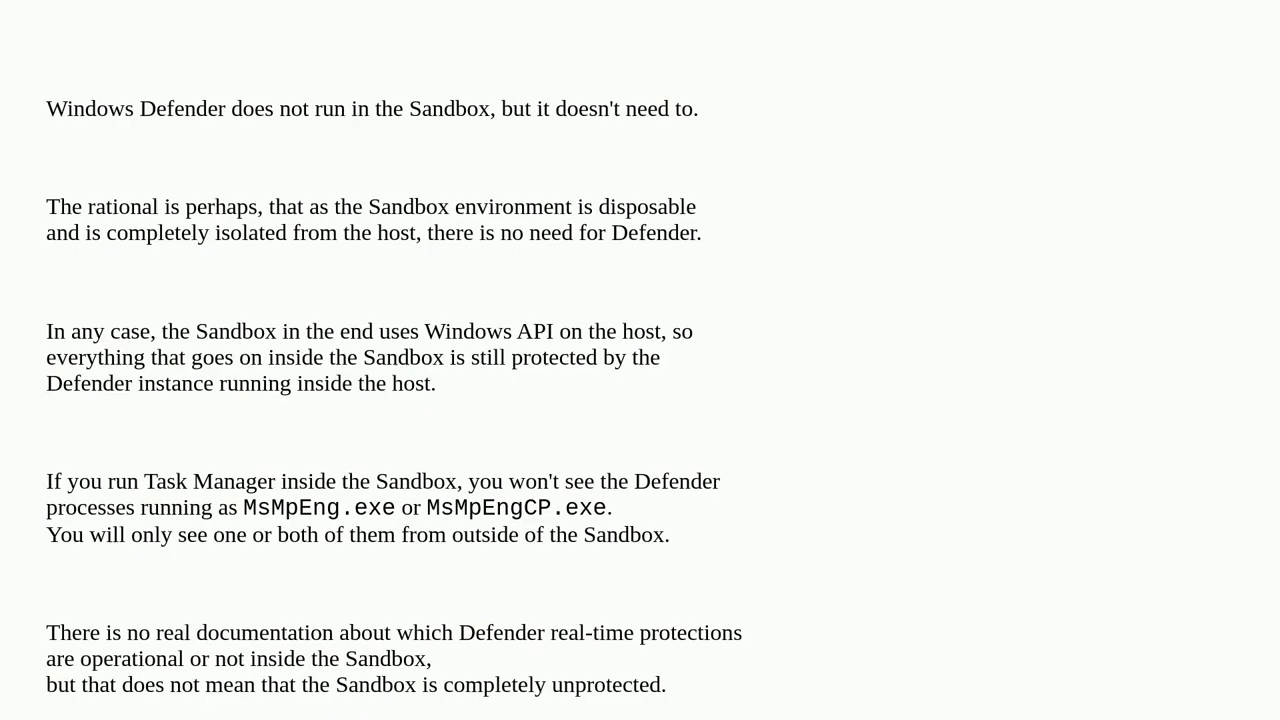 Windows Defender does not run in the Sandbox, but it doesn't need to.
The rational is perhaps, that as the Sandbox environment is disposable
and is completely isolated from the host, there is no need for Defender.
In any case, the Sandbox in the end uses Windows API on the host, so
everything that goes on inside the Sandbox is still protected by the
Defender instance running inside the host.
If you run Task Manager inside the Sandbox, you won't see the Defender
processes running as MsMpEng.exe or MsMpEngCP.exe.
You will only see one or both of them from outside of the Sandbox.
There is no real documentation about which Defender real-time protections
are operational or not inside the Sandbox,
but that does not mean that the Sandbox is completely unprotected.